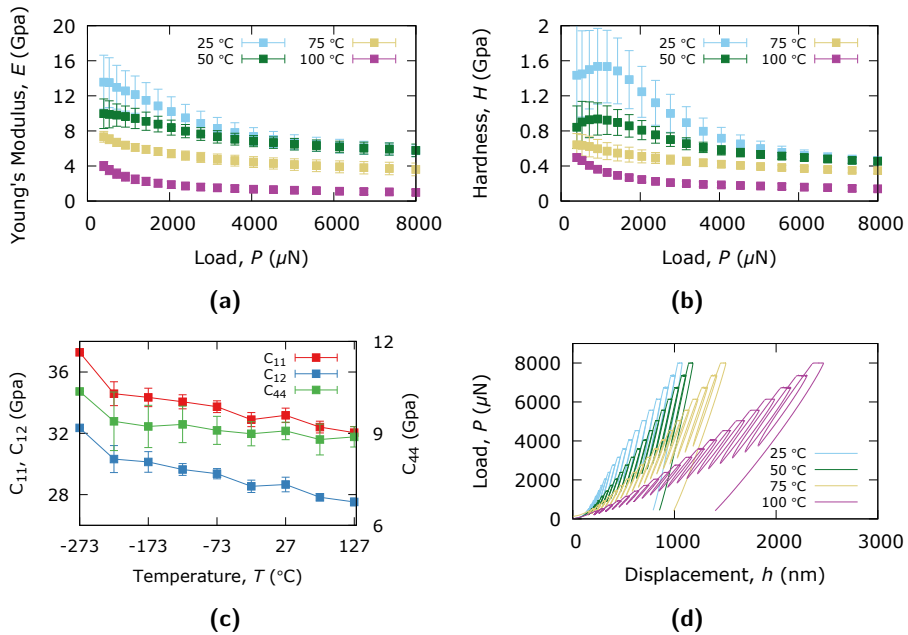 20
16
12
8
4
0
Young's Modulus, E (Gpa)
25 °C
50 °C
75 °C
100 °C
0 2000 4000 6000 8000
Load, P (µN)
(a)
2
1.6
1.2
0.8
0.4
0
Hardness, H (Gpa)
25 °C
50 °C
75 °C
100 °C
0 2000 4000 6000 8000
Load, P (µN)
(b)
36
32
28
C11, C12 (Gpa)
C11
C12
C44
12
9
6
C44 (Gpa)
-273 -173 -73 27 127
Temperature, T (°C)
(c)
10000
8000
6000
4000
2000
0
Load, P (µN)
25 °C
50 °C
75 °C
100 °C
0 1000 2000 3000
Displacement, h (nm)
(d)